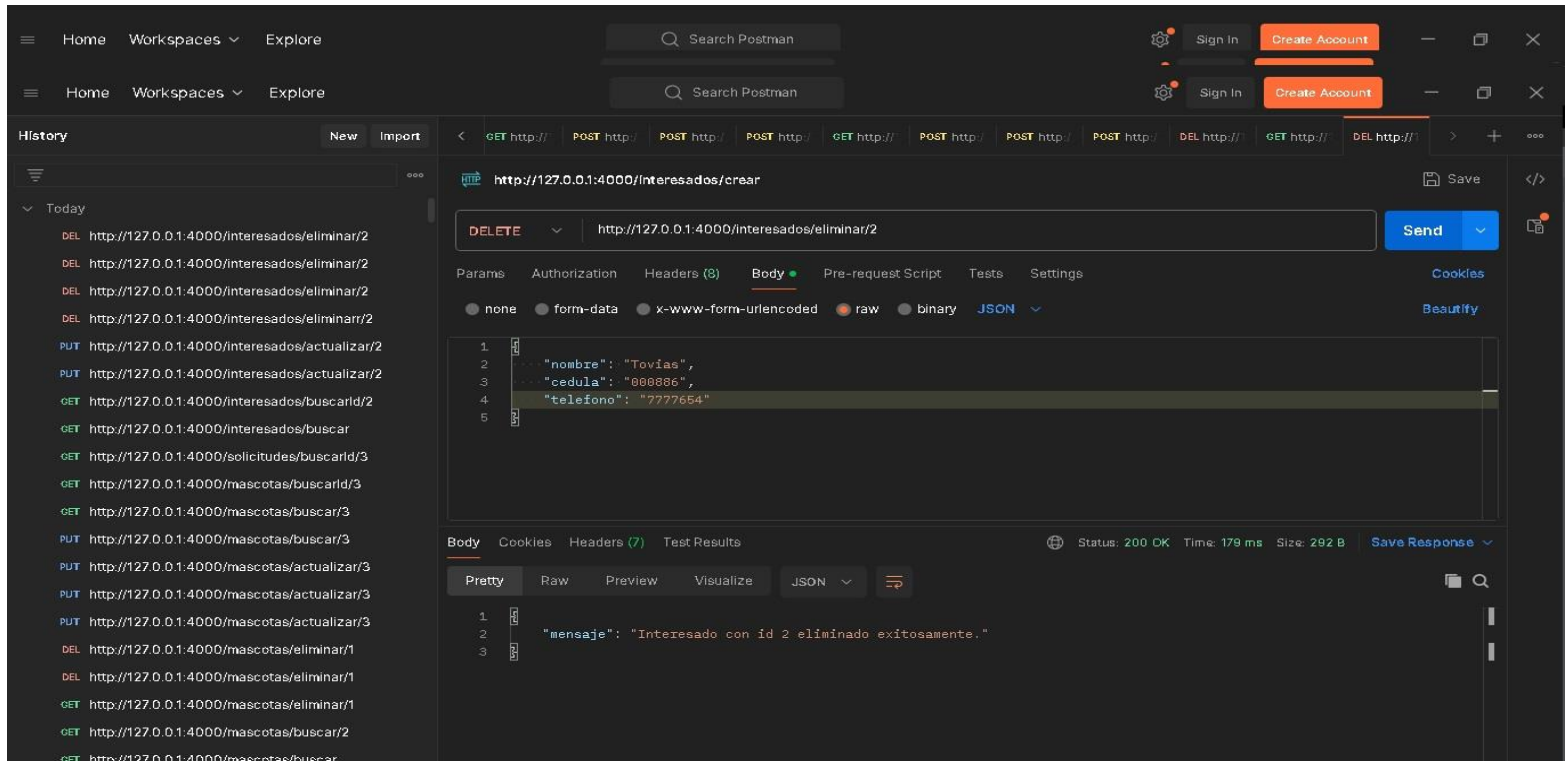 Home Workspaces Explore Search Postman Sign In Create Account
Home Workspaces Explore Search Postman Sign In Create Account
History New Import
GET http:// POST http:/ POST http:/ POST http:/ GET http:// POST http:/ POST http:/ POST http:/ DEL http:// GET http:// DEL http://1
HTTP http://127.0.0.1:4000/interesados/crear Save
Today
DEL http://127.0.0.1:4000/interesados/eliminar/2
DEL http://127.0.0.1:4000/interesados/eliminar/2
DEL http://127.0.0.1:4000/interesados/eliminar/2
DEL http://127.0.0.1:4000/interesados/eliminarr/2
PUT http://127.0.0.1:4000/interesados/actualizar/2
PUT http://127.0.0.1:4000/interesados/actualizar/2
GET http://127.0.0.1:4000/interesados/buscarId/2
GET http://127.0.0.1:4000/interesados/buscar
GET http://127.0.0.1:4000/solicitudes/buscarId/3
GET http://127.0.0.1:4000/mascotas/buscarId/3
GET http://127.0.0.1:4000/mascotas/buscar/3
PUT http://127.0.0.1:4000/mascotas/buscar/3
PUT http://127.0.0.1:4000/mascotas/actualizar/3
PUT http://127.0.0.1:4000/mascotas/actualizar/3
PUT http://127.0.0.1:4000/mascotas/actualizar/3
DEL http://127.0.0.1:4000/mascotas/eliminar/1
DEL http://127.0.0.1:4000/mascotas/eliminar/1
GET http://127.0.0.1:4000/mascotas/eliminar/1
GET http://127.0.0.1:4000/mascotas/buscar/2
GET http://127.0.0.1:4000/mascotas/buscar
DELETE http://127.0.0.1:4000/interesados/eliminar/2 Send
Params Authorization Headers (8) Body Pre-request Script Tests Settings Cookies
none form-data x-www-form-urlencoded raw binary JSON Beautify
1 {
2 "nombre": "Tovías",
3 "cedula": "000886",
4 "telefono": "7777654"
5 }
Body Cookies Headers (7) Test Results Status: 200 OK Time: 179 ms Size: 292 B Save Response
Pretty Raw Preview Visualize JSON
1 {
2 "mensaje": "Interesado con id 2 eliminado exitosamente."
3 }